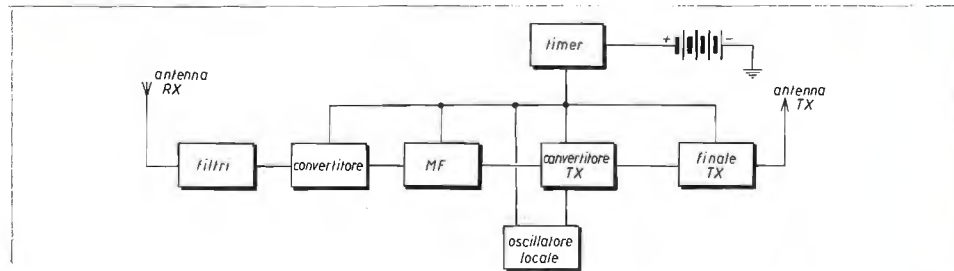 timer
+ -
antenna
RX
antenna
TX
filtri
convertitore
MF
convertitore
TX
finale
TX
oscillatore
locale